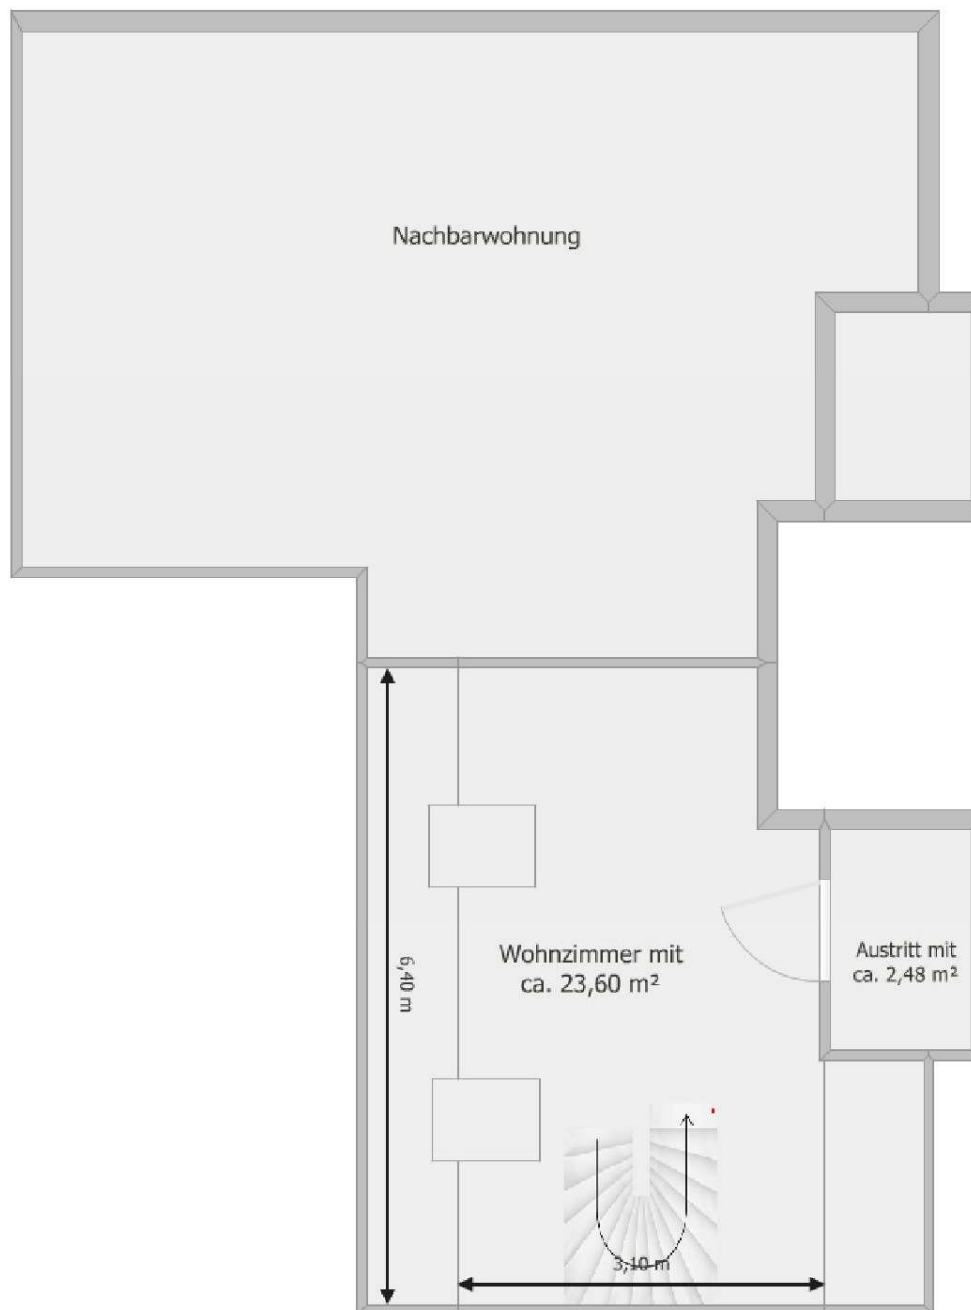 Nachbarwohnung
Wohnzimmer mit
ca. 23,60 m²
Austritt mit
ca. 2,48 m²
6,40 m
3,10 m